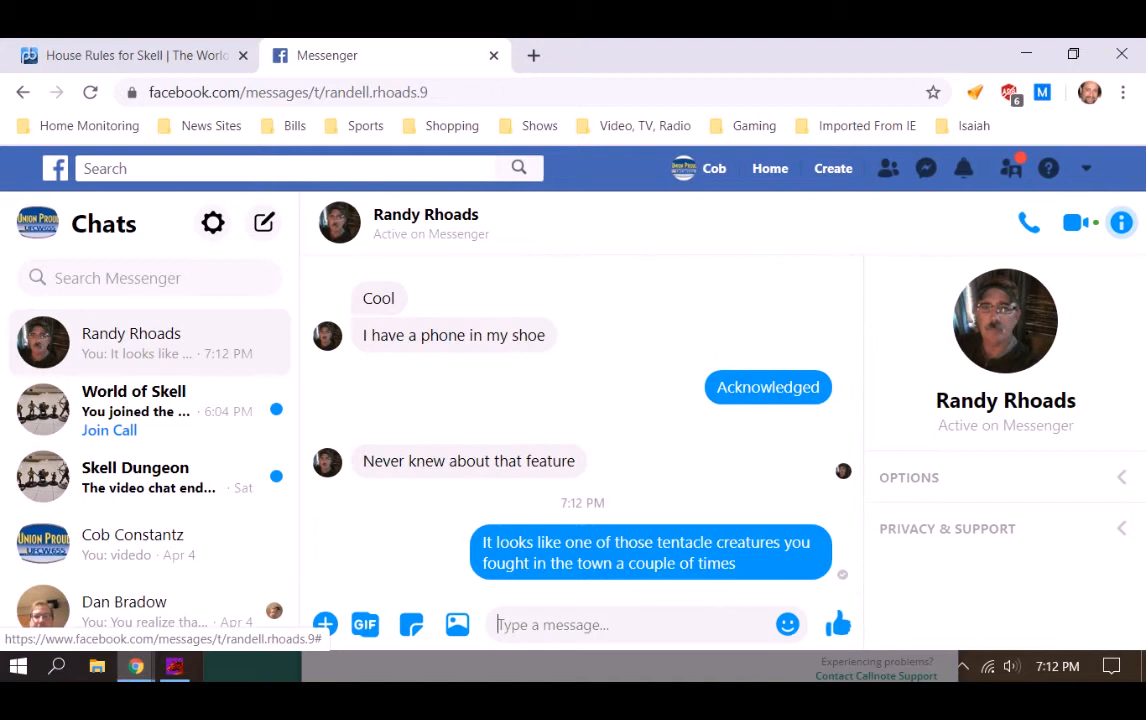 House Rules for Skell | The World
Messenger
facebook.com/messages/t/randell.rhoads.9
6
M
Home Monitoring
News Sites
Bills
Sports
Shopping
Shows
Video, TV, Radio
Gaming
Imported From IE
Isaiah
Search
Cob
Home
Create
Chats
Search Messenger
Randy Rhoads
You: It looks like ... · 7:12 PM
World of Skell
You joined the ... · 6:04 PM
Join Call
Skell Dungeon
The video chat end... · Sat
Cob Constantz
You: videdo · Apr 4
Dan Bradow
You: You realize tha... · Apr 4
https://www.facebook.com/messages/t/randell.rhoads.9#
Randy Rhoads
Active on Messenger
Cool
I have a phone in my shoe
Acknowledged
Never knew about that feature
7:12 PM
It looks like one of those tentacle creatures you
fought in the town a couple of times
GIF
Type a message...
Randy Rhoads
Active on Messenger
OPTIONS
PRIVACY & SUPPORT
Experiencing problems?
Contact Callnote Support
7:12 PM